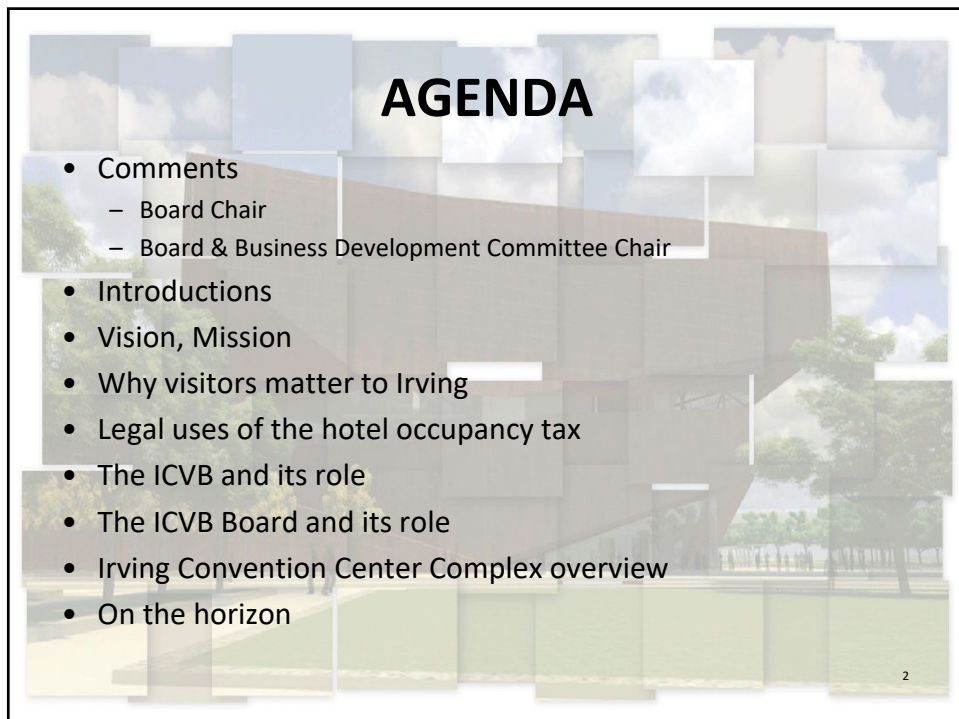 AGENDA
• Comments
– Board Chair
– Board & Business Development Committee Chair
• Introductions
• Vision, Mission
• Why visitors matter to Irving
• Legal uses of the hotel occupancy tax
• The ICVB and its role
• The ICVB Board and its role
• Irving Convention Center Complex overview
• On the horizon
2